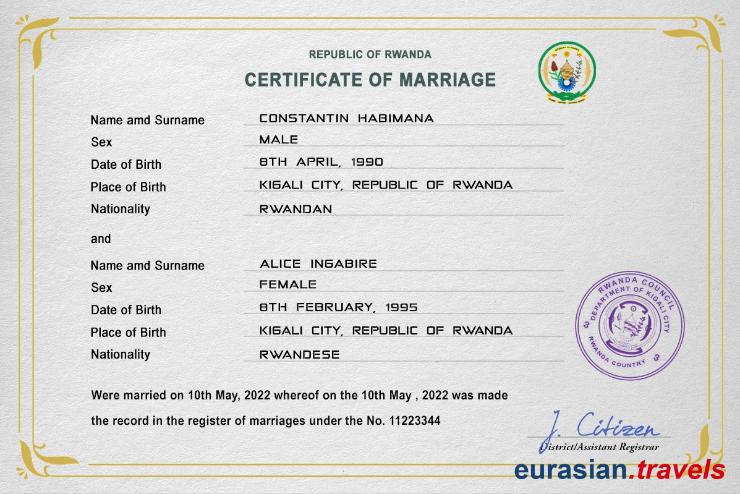 REPUBLIC OF RWANDA
CERTIFICATE OF MARRIAGE
Name amd Surname CONSTANTIN HABIMANA
Sex MALE
Date of Birth 8TH APRIL, 1990
Place of Birth KIGALI CITY, REPUBLIC OF RWANDA
Nationality RWANDAN
and
Name amd Surname ALICE INGABIRE
Sex FEMALE
Date of Birth 8TH FEBRUARY, 1995
Place of Birth KIGALI CITY, REPUBLIC OF RWANDA
Nationality RWANDESE
RWANDA COUNCIL
DEPARTMENT OF KIGALI CITY
RWANDA COUNTRY
Were married on 10th May, 2022 whereof on the 10th May , 2022 was made
the record in the register of marriages under the No. 11223344
J. Citizen
District/Assistant Registrar
eurasian.travels